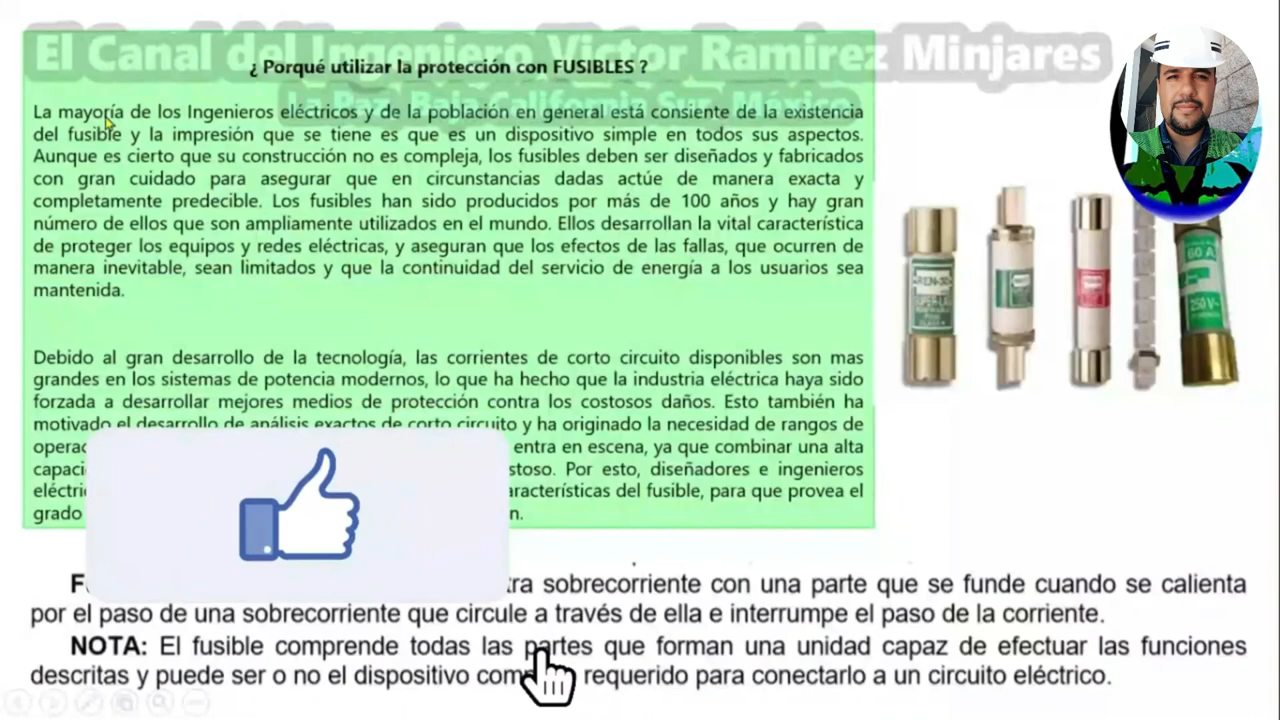 El Canal del Ingeniero Victor Ramirez Minjares
La Paz Baja California Sur, México
¿ Porqué utilizar la protección con FUSIBLES ?
La mayoría de los Ingenieros eléctricos y de la población en general está consiente de la existencia
del fusible y la impresión que se tiene es que es un dispositivo simple en todos sus aspectos.
Aunque es cierto que su construcción no es compleja, los fusibles deben ser diseñados y fabricados
con gran cuidado para asegurar que en circunstancias dadas actúe de manera exacta y
completamente predecible. Los fusibles han sido producidos por más de 100 años y hay gran
número de ellos que son ampliamente utilizados en el mundo. Ellos desarrollan la vital característica
de proteger los equipos y redes eléctricas, y aseguran que los efectos de las fallas, que ocurren de
manera inevitable, sean limitados y que la continuidad del servicio de energía a los usuarios sea
mantenida.
Debido al gran desarrollo de la tecnología, las corrientes de corto circuito disponibles son mas
grandes en los sistemas de potencia modernos, lo que ha hecho que la industria eléctrica haya sido
forzada a desarrollar mejores medios de protección contra los costosos daños. Esto también ha
motivado el desarrollo de análisis exactos de corto circuito y ha originado la necesidad de rangos de
entra en escena, ya que combinar una alta
Por esto, diseñadores e ingenieros
del fusible, para que provea el
grado
60 A
250 V~
sobrecorriente con una parte que se funde cuando se calienta
por el paso de una sobrecorriente que circule a través de ella e interrumpe el paso de la corriente.
NOTA: El fusible comprende todas las partes que forman una unidad capaz de efectuar las funciones
descritas y puede ser o no el dispositivo requerido para conectarlo a un circuito eléctrico.